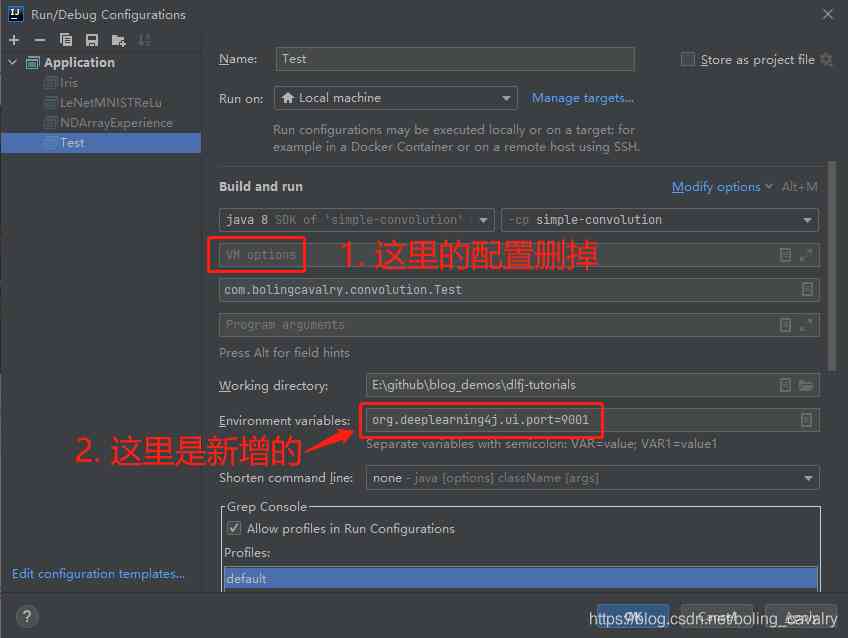 Run/Debug Configurations
Application
Iris
LeNetMNISTReLu
NDArrayExperience
Test
Name: Test
Store as project file
Run on: Local machine
Manage targets...
Run configurations may be executed locally or on a target: for
example in a Docker Container or on a remote host using SSH.
Build and run
Modify options Alt+M
java 8 SDK of 'simple-convolution'
-cp simple-convolution
VM options
1. 这里的配置删掉
com.bolingcavalry.convolution.Test
Program arguments
Press Alt for field hints
Working directory: E:\github\blog_demos\dlfj-tutorials
Environment variables: org.deeplearning4j.ui.port=9001
Separate variables with semicolon: VAR=value; VAR1=value1
2. 这里是新增的
Shorten command line: none - java [options] className [args]
Grep Console
Allow profiles in Run Configurations
Profiles:
default
Edit configuration templates...
?
OK Cancel Apply
https://blog.csdn.net/boling_cavalry